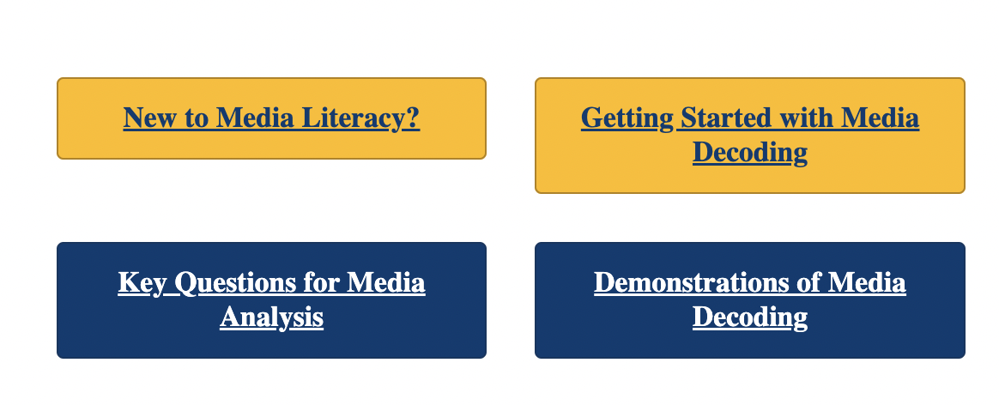 New to Media Literacy?
Getting Started with Media
Decoding
Key Questions for Media
Analysis
Demonstrations of Media
Decoding